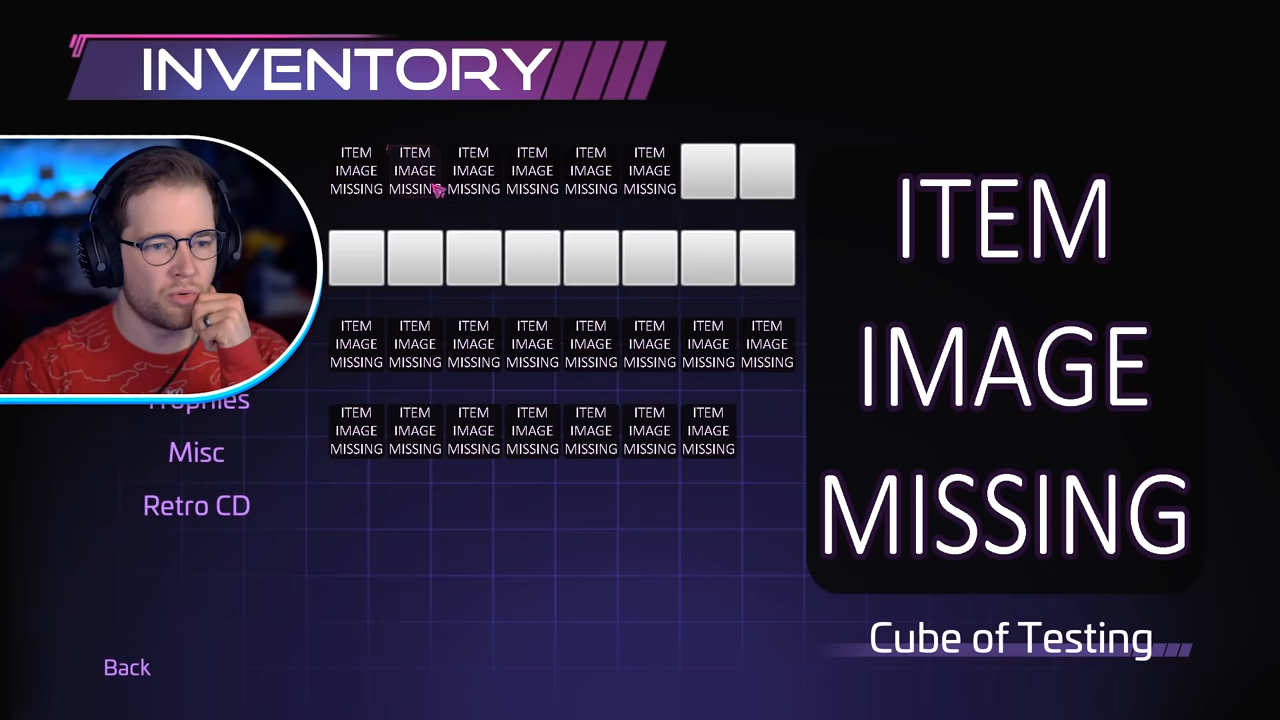 INVENTORY
ITEM ITEM ITEM ITEM ITEM ITEM
IMAGE IMAGE IMAGE IMAGE IMAGE IMAGE
MISSING MISSING MISSING MISSING MISSING MISSING
ITEM ITEM ITEM ITEM ITEM ITEM ITEM ITEM
IMAGE IMAGE IMAGE IMAGE IMAGE IMAGE IMAGE IMAGE
MISSING MISSING MISSING MISSING MISSING MISSING MISSING MISSING
ITEM ITEM ITEM ITEM ITEM ITEM ITEM
IMAGE IMAGE IMAGE IMAGE IMAGE IMAGE IMAGE
MISSING MISSING MISSING MISSING MISSING MISSING MISSING
Trophies
Misc
Retro CD
Back
ITEM
IMAGE
MISSING
Cube of Testing